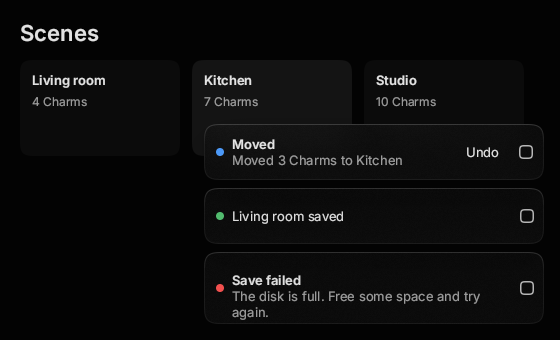 Scenes
Living room
4 Charms
Kitchen
7 Charms
Studio
10 Charms
Moved
Moved 3 Charms to Kitchen
Undo
Living room saved
Save failed
The disk is full. Free some space and try
again.